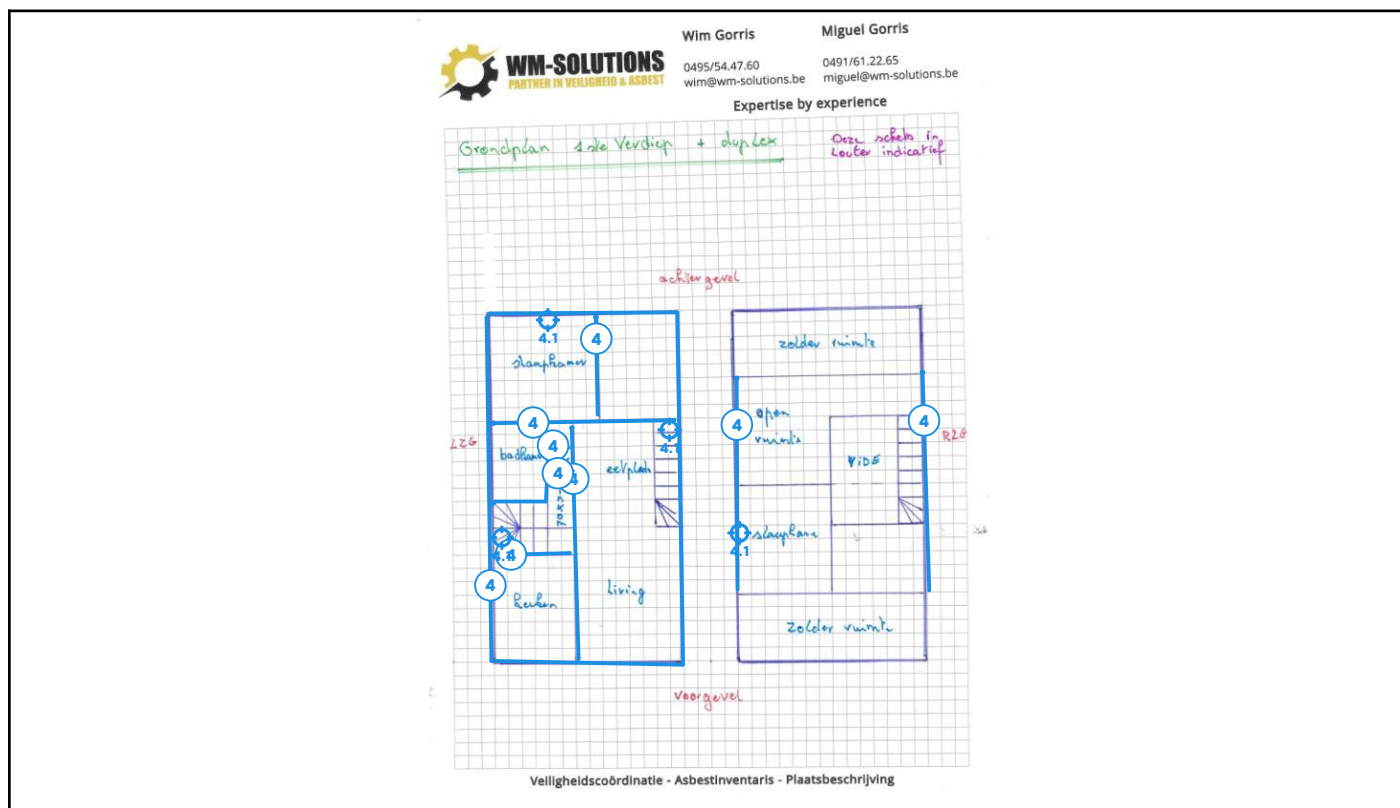 Wim Gorris
Miguel Gorris
WM-SOLUTIONS
PARTNER IN VEILIGHEID & ASBEST
0495/54.47.60
wim@wm-solutions.be
0491/61.22.65
miguel@wm-solutions.be
Expertise by experience
Grondplan 1ste Verdiep + duplex
Deze schets in
Louter indicatief
achtergevel
4.1
4
zolder ruimte
slaapkamer
4
4
4
open
ruimte
LZG
4
4.1
RZG
badkam
eetplaats
VIDE
4
4
4.1
slaapkame
4.1
4
4
keuken
Living
zolder ruimte
voorgevel
Veiligheidscoördinatie - AsbestInventaris - Plaatsbeschrijving